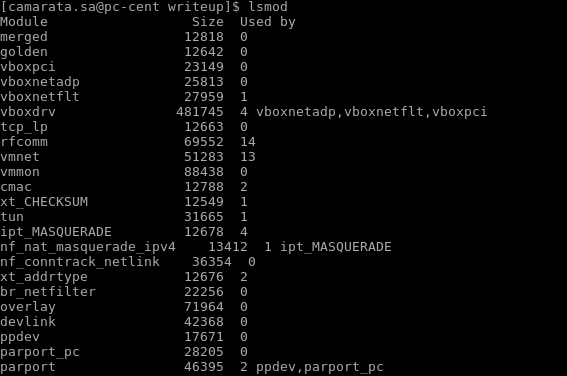 [camarata.sa@pc-cent writeup]$ lsmod
Module                  Size  Used by
merged                 12818  0
golden                 12642  0
vboxpci                23149  0
vboxnetadp             25813  0
vboxnetflt             27959  1
vboxdrv               481745  4 vboxnetadp,vboxnetflt,vboxpci
tcp_lp                 12663  0
rfcomm                 69552  14
vmnet                  51283  13
vmmon                  88438  0
cmac                   12788  2
xt_CHECKSUM            12549  1
tun                    31665  1
ipt_MASQUERADE         12678  4
nf_nat_masquerade_ipv4    13412  1 ipt_MASQUERADE
nf_conntrack_netlink    36354  0
xt_addrtype            12676  2
br_netfilter           22256  0
overlay                71964  0
devlink                42368  0
ppdev                  17671  0
parport_pc             28205  0
parport                46395  2 ppdev,parport_pc